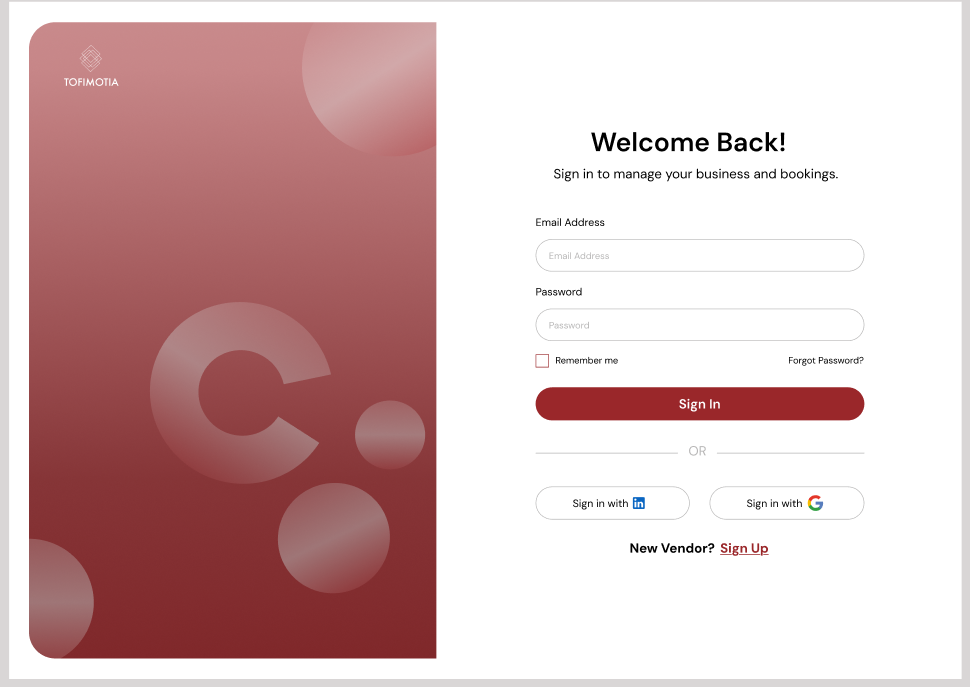 TOFIMOTIA
Welcome Back!
Sign in to manage your business and bookings.
Email Address
Email Address
Password
Password
Remember me
Forgot Password?
Sign In
OR
Sign in with in
Sign in with G
New Vendor? Sign Up